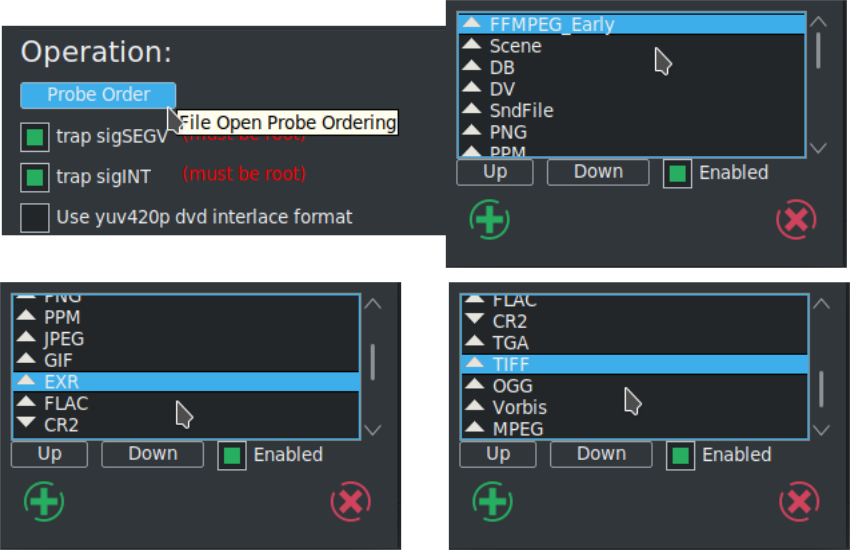 Operation:
Probe Order
File Open Probe Ordering
trap sigSEGV (must be root)
trap sigINT (must be root)
Use yuv420p dvd interlace format
FFMPEG_Early
Scene
DB
DV
SndFile
PNG
PPM
Up Down Enabled
PNG
PPM
JPEG
GIF
EXR
FLAC
CR2
Up Down Enabled
FLAC
CR2
TGA
TIFF
OGG
Vorbis
MPEG
Up Down Enabled